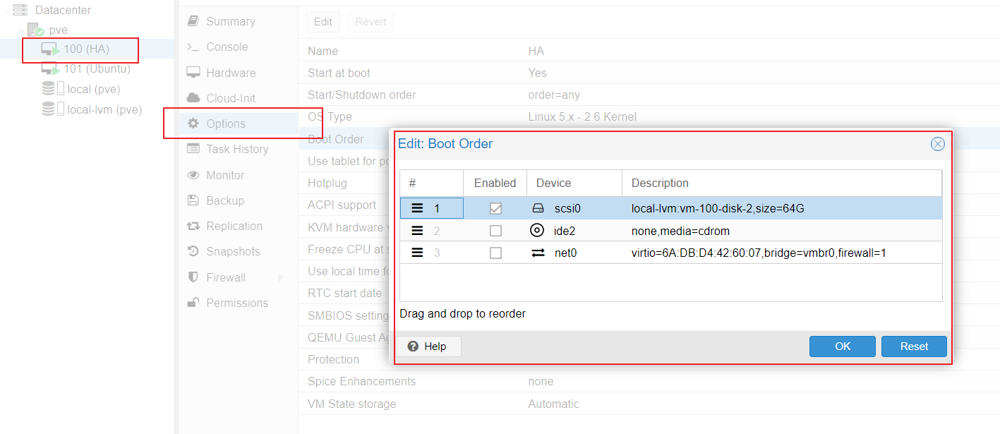 Datacenter
pve
100 (HA)
101 (Ubuntu)
local (pve)
local-lvm (pve)
Summary
Console
Hardware
Cloud-Init
Options
Task History
Monitor
Backup
Replication
Snapshots
Firewall
Permissions
Edit Revert
Name HA
Start at boot Yes
Start/Shutdown order order=any
OS Type Linux 5.x - 2.6 Kernel
Boot Order
Use tablet for
Hotplug
ACPI support
KVM hardware
Freeze CPU at
Use local time
RTC start date
SMBIOS setting
QEMU Guest
Protection
Spice Enhancements none
VM State storage Automatic
Edit: Boot Order
# Enabled Device Description
1 scsi0 local-lvm:vm-100-disk-2,size=64G
2 ide2 none,media=cdrom
3 net0 virtio=6A:DB:D4:42:60:07,bridge=vmbr0,firewall=1
Drag and drop to reorder
Help OK Reset